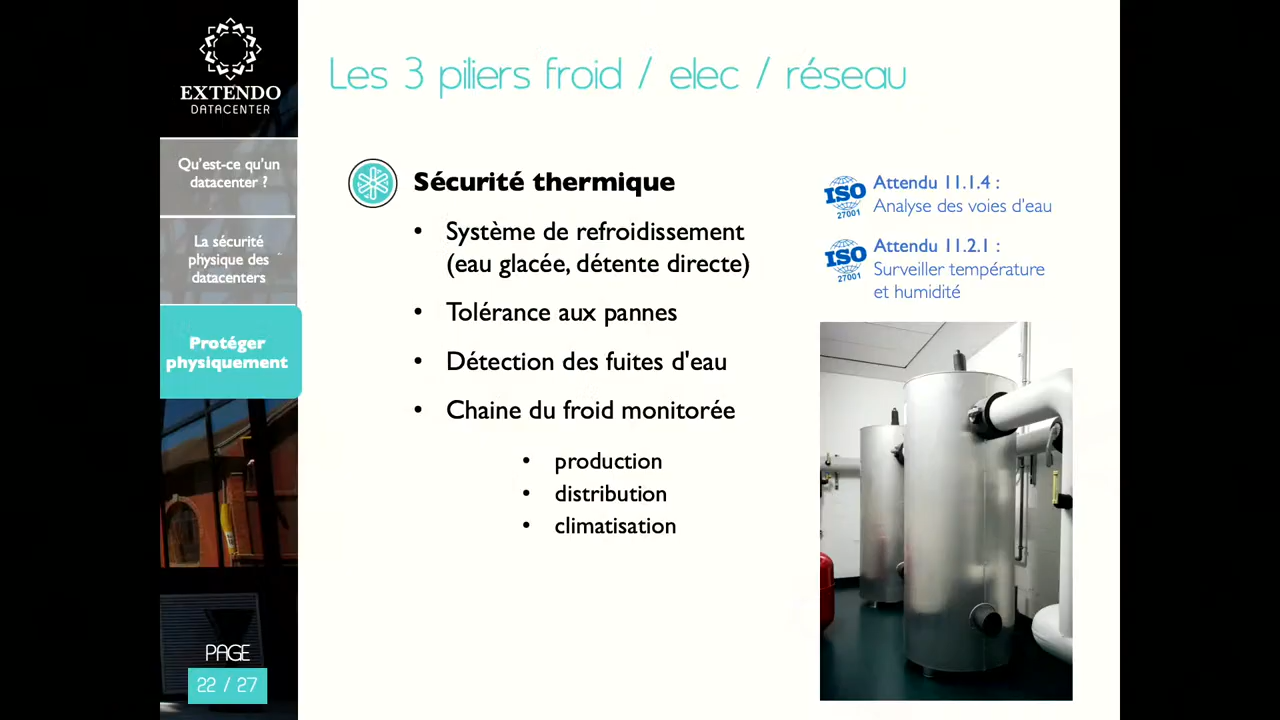 EXTENDO
DATACENTER
Qu'est-ce qu'un
datacenter ?
La sécurité
physique des
datacenters
Protéger
physiquement
PAGE
22 / 27
Les 3 piliers froid / elec / réseau
Sécurité thermique
• Système de refroidissement
(eau glacée, détente directe)
• Tolérance aux pannes
• Détection des fuites d'eau
• Chaine du froid monitorée
• production
• distribution
• climatisation
ISO
27001
Attendu 11.1.4 :
Analyse des voies d'eau
ISO
27001
Attendu 11.2.1 :
Surveiller température
et humidité